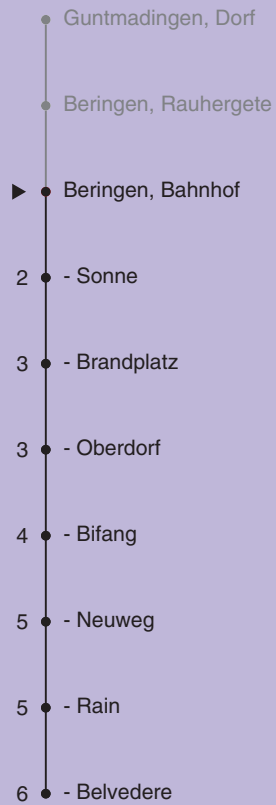 Guntmadingen, Dorf
Beringen, Rauhergete
Beringen, Bahnhof
2 - Sonne
3 - Brandplatz
3 - Oberdorf
4 - Bifang
5 - Neuweg
5 - Rain
6 - Belvedere